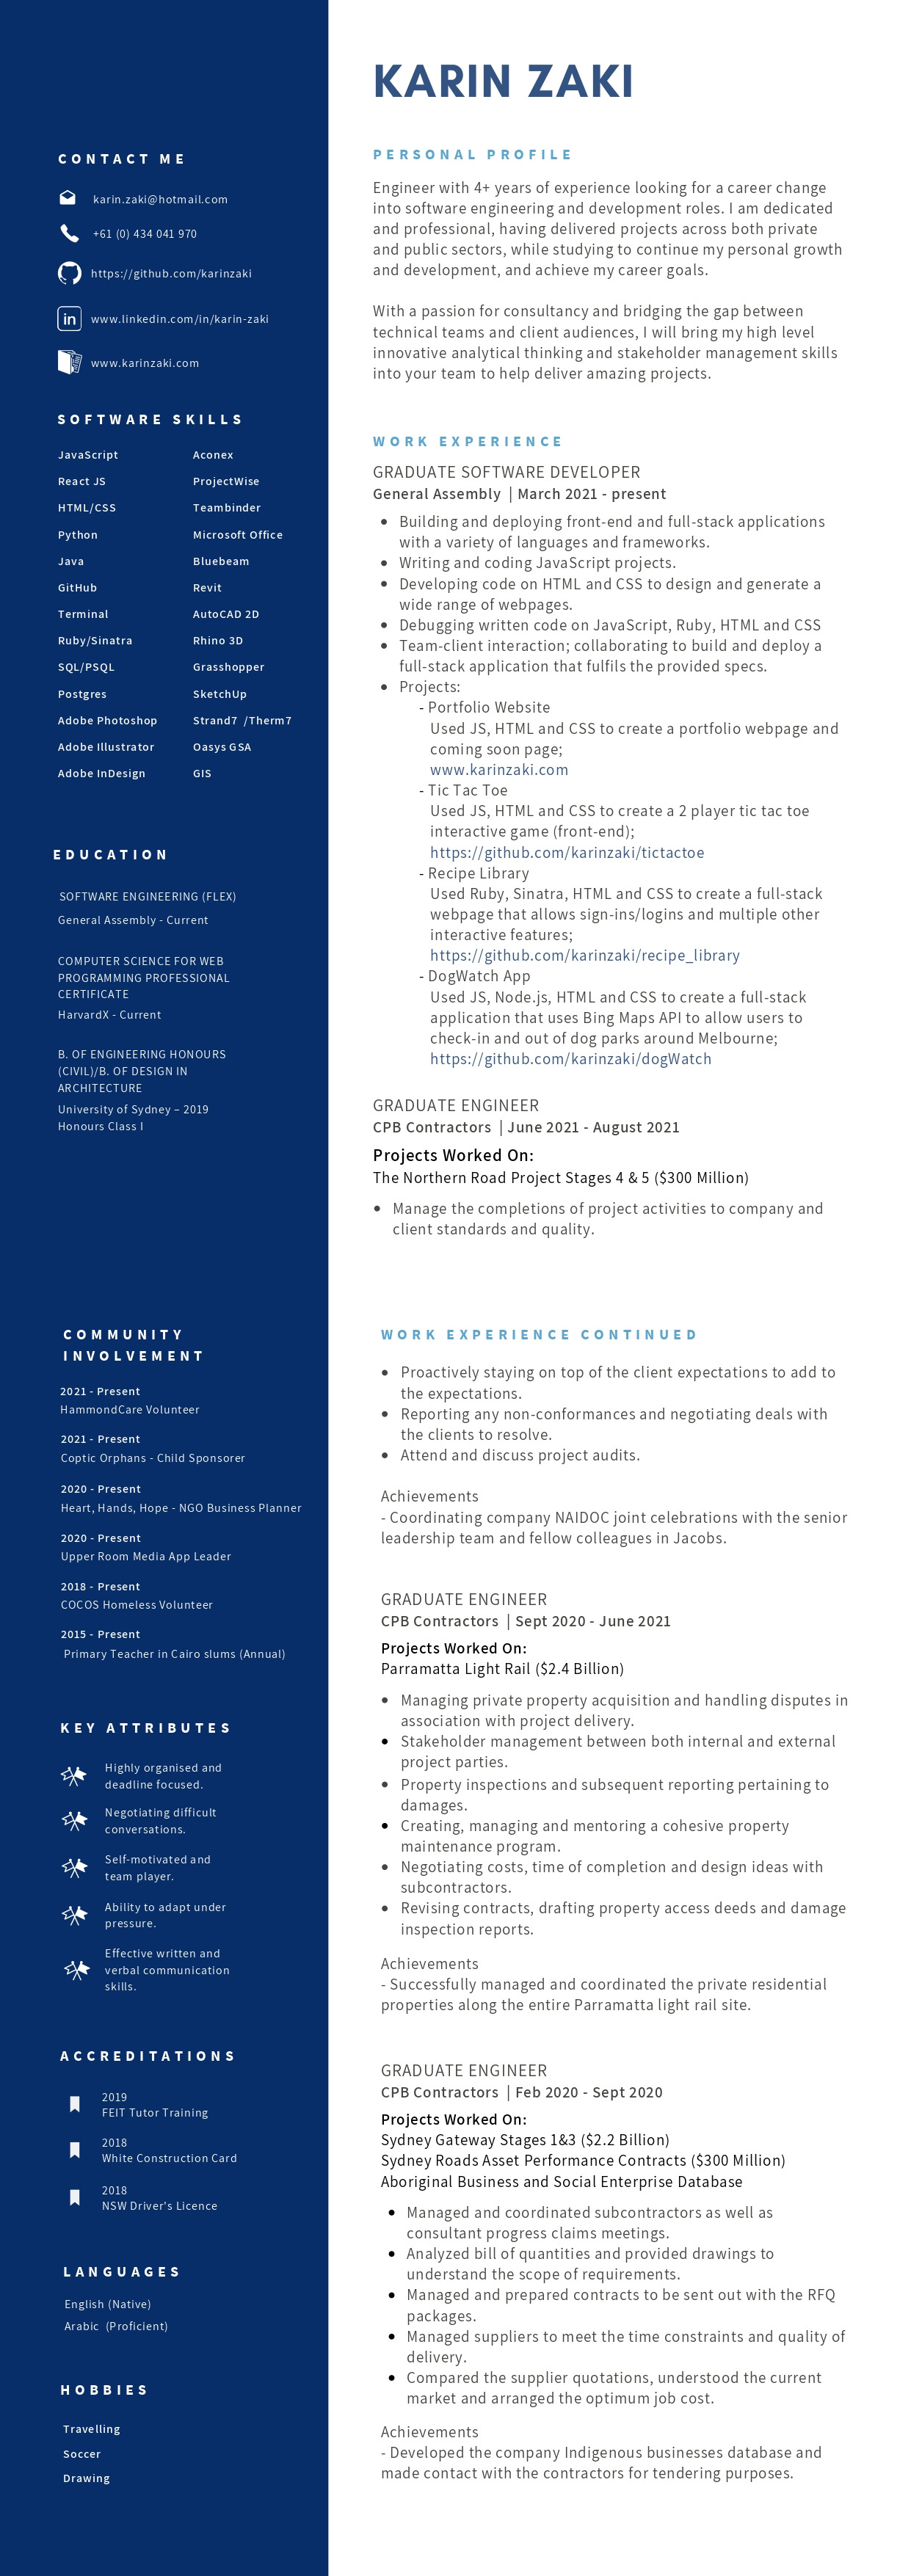 KARIN ZAKI
CONTACT ME
karin.zaki@hotmail.com
+61 (0) 434 041 970
https://github.com/karinzaki
www.linkedin.com/in/karin-zaki
www.karinzaki.com
SOFTWARE SKILLS
JavaScript
React JS
HTML/CSS
Python
Java
GitHub
Terminal
Ruby/Sinatra
SQL/PSQL
Postgres
Adobe Photoshop
Adobe Illustrator
Adobe InDesign
Aconex
ProjectWise
Teambinder
Microsoft Office
Bluebeam
Revit
AutoCAD 2D
Rhino 3D
Grasshopper
SketchUp
Strand7 /Therm7
Oasys GSA
GIS
EDUCATION
SOFTWARE ENGINEERING (FLEX)
General Assembly - Current
COMPUTER SCIENCE FOR WEB
PROGRAMMING PROFESSIONAL
CERTIFICATE
HarvardX - Current
B. OF ENGINEERING HONOURS
(CIVIL)/B. OF DESIGN IN
ARCHITECTURE
University of Sydney – 2019
Honours Class I
PERSONAL PROFILE
Engineer with 4+ years of experience looking for a career change
into software engineering and development roles. I am dedicated
and professional, having delivered projects across both private
and public sectors, while studying to continue my personal growth
and development, and achieve my career goals.
With a passion for consultancy and bridging the gap between
technical teams and client audiences, I will bring my high level
innovative analytical thinking and stakeholder management skills
into your team to help deliver amazing projects.
WORK EXPERIENCE
GRADUATE SOFTWARE DEVELOPER
General Assembly | March 2021 - present
• Building and deploying front-end and full-stack applications
with a variety of languages and frameworks.
• Writing and coding JavaScript projects.
• Developing code on HTML and CSS to design and generate a
wide range of webpages.
• Debugging written code on JavaScript, Ruby, HTML and CSS
• Team-client interaction; collaborating to build and deploy a
full-stack application that fulfils the provided specs.
• Projects:
- Portfolio Website
Used JS, HTML and CSS to create a portfolio webpage and
coming soon page;
www.karinzaki.com
- Tic Tac Toe
Used JS, HTML and CSS to create a 2 player tic tac toe
interactive game (front-end);
https://github.com/karinzaki/tictactoe
- Recipe Library
Used Ruby, Sinatra, HTML and CSS to create a full-stack
webpage that allows sign-ins/logins and multiple other
interactive features;
https://github.com/karinzaki/recipe_library
- DogWatch App
Used JS, Node.js, HTML and CSS to create a full-stack
application that uses Bing Maps API to allow users to
check-in and out of dog parks around Melbourne;
https://github.com/karinzaki/dogWatch
GRADUATE ENGINEER
CPB Contractors | June 2021 - August 2021
Projects Worked On:
The Northern Road Project Stages 4 & 5 ($300 Million)
• Manage the completions of project activities to company and
client standards and quality.
COMMUNITY
INVOLVEMENT
2021 - Present
HammondCare Volunteer
2021 - Present
Coptic Orphans - Child Sponsorer
2020 - Present
Heart, Hands, Hope - NGO Business Planner
2020 - Present
Upper Room Media App Leader
2018 - Present
COCOS Homeless Volunteer
2015 - Present
Primary Teacher in Cairo slums (Annual)
KEY ATTRIBUTES
Highly organised and
deadline focused.
Negotiating difficult
conversations.
Self-motivated and
team player.
Ability to adapt under
pressure.
Effective written and
verbal communication
skills.
ACCREDITATIONS
2019
FEIT Tutor Training
2018
White Construction Card
2018
NSW Driver's Licence
LANGUAGES
English (Native)
Arabic (Proficient)
HOBBIES
Travelling
Soccer
Drawing
WORK EXPERIENCE CONTINUED
• Proactively staying on top of the client expectations to add to
the expectations.
• Reporting any non-conformances and negotiating deals with
the clients to resolve.
• Attend and discuss project audits.
Achievements
- Coordinating company NAIDOC joint celebrations with the senior
leadership team and fellow colleagues in Jacobs.
GRADUATE ENGINEER
CPB Contractors | Sept 2020 - June 2021
Projects Worked On:
Parramatta Light Rail ($2.4 Billion)
• Managing private property acquisition and handling disputes in
association with project delivery.
• Stakeholder management between both internal and external
project parties.
• Property inspections and subsequent reporting pertaining to
damages.
• Creating, managing and mentoring a cohesive property
maintenance program.
• Negotiating costs, time of completion and design ideas with
subcontractors.
• Revising contracts, drafting property access deeds and damage
inspection reports.
Achievements
- Successfully managed and coordinated the private residential
properties along the entire Parramatta light rail site.
GRADUATE ENGINEER
CPB Contractors | Feb 2020 - Sept 2020
Projects Worked On:
Sydney Gateway Stages 1&3 ($2.2 Billion)
Sydney Roads Asset Performance Contracts ($300 Million)
Aboriginal Business and Social Enterprise Database
• Managed and coordinated subcontractors as well as
consultant progress claims meetings.
• Analyzed bill of quantities and provided drawings to
understand the scope of requirements.
• Managed and prepared contracts to be sent out with the RFQ
packages.
• Managed suppliers to meet the time constraints and quality of
delivery.
• Compared the supplier quotations, understood the current
market and arranged the optimum job cost.
Achievements
- Developed the company Indigenous businesses database and
made contact with the contractors for tendering purposes.